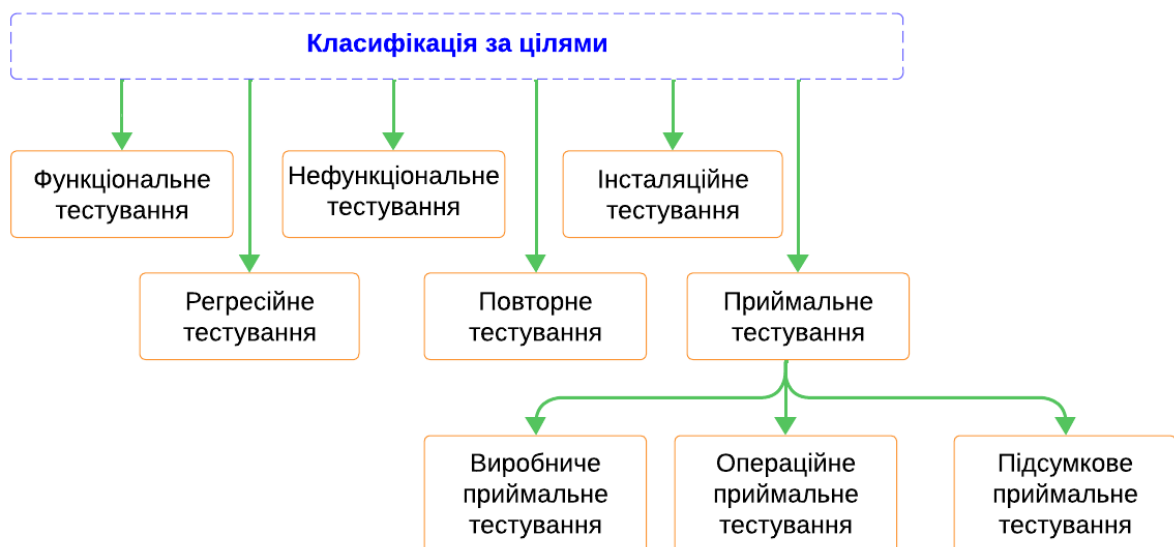 Класифікація за цілями
Функціональне
тестування
Нефункціональне
тестування
Інсталяційне
тестування
Регресійне
тестування
Повторне
тестування
Приймальне
тестування
Виробниче
приймальне
тестування
Операційне
приймальне
тестування
Підсумкове
приймальне
тестування